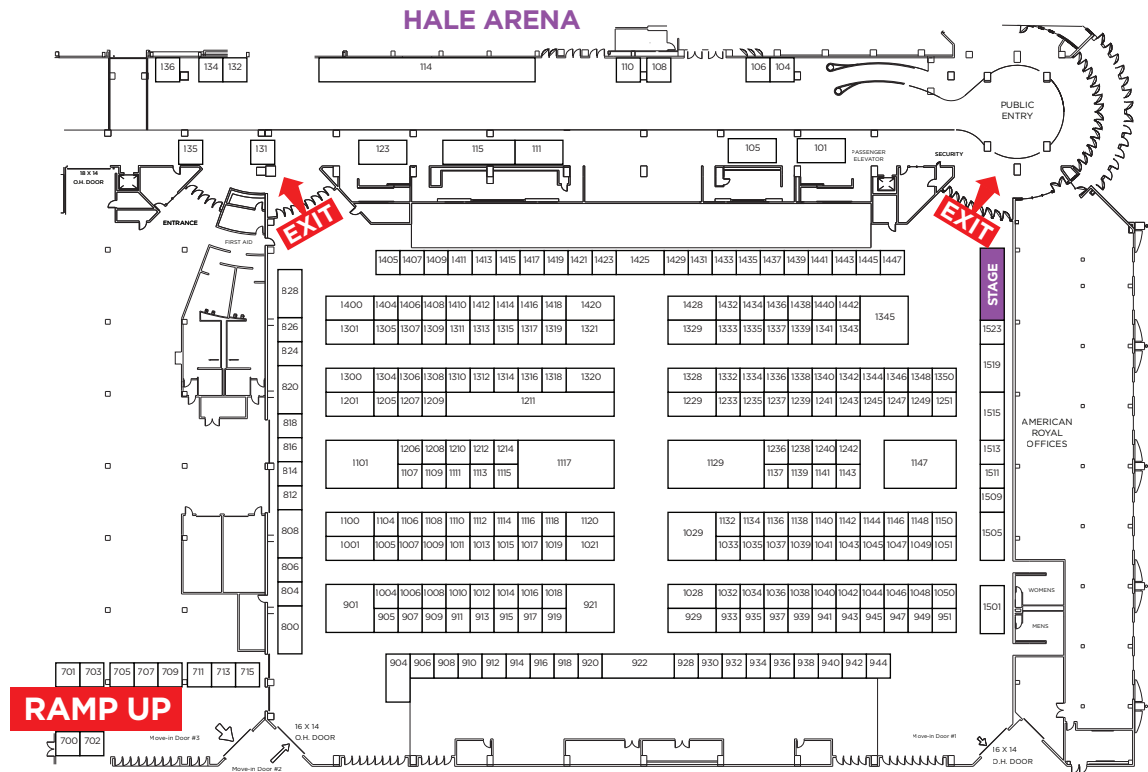 HALE ARENA
136 134 132 114 110 108 106 104
PUBLIC
ENTRY
135 131 123 115 111 105 101
PASSENGER
ELEVATOR
SECURITY
18 X 14
O.H. DOOR
ENTRANCE
EXIT
EXIT
FIRST AID
1405 1407 1409 1411 1413 1415 1417 1419 1421 1423 1425 1429 1431 1433 1435 1437 1439 1441 1443 1445 1447
STAGE
828
1400 1404 1406 1408 1410 1412 1414 1416 1418 1420 1428 1432 1434 1436 1438 1440 1442
1345
826
1301 1305 1307 1309 1311 1313 1315 1317 1319 1321 1329 1333 1335 1337 1339 1341 1343
1523
824
1519
1300 1304 1306 1308 1310 1312 1314 1316 1318 1320 1328 1332 1334 1336 1338 1340 1342 1344 1346 1348 1350
820
1201 1205 1207 1209 1211 1229 1233 1235 1237 1239 1241 1243 1245 1247 1249 1251
1515
818
AMERICAN
ROYAL
OFFICES
816
1206 1208 1210 1212 1214 1236 1238 1240 1242
1513
1101 1117 1129 1147
814
1107 1109 1111 1113 1115 1137 1139 1141 1143
1511
812
1509
1100 1104 1106 1108 1110 1112 1114 1116 1118 1120 1132 1134 1136 1138 1140 1142 1144 1146 1148 1150
808
1029
1505
1001 1005 1007 1009 1011 1013 1015 1017 1019 1021 1033 1035 1037 1039 1041 1043 1045 1047 1049 1051
806
804
1004 1006 1008 1010 1012 1014 1016 1018 1028 1032 1034 1036 1038 1040 1042 1044 1046 1048 1050
WOMENS
901 921
1501
800
905 907 909 911 913 915 917 919 929 933 935 937 939 941 943 945 947 949 951
MENS
904 906 908 910 912 914 916 918 920 922 928 930 932 934 936 938 940 942 944
701 703 705 707 709 711 713 715
RAMP UP
700 702
Move-in Door #3
16 X 14
O.H. DOOR
Move-in Door #2
Move-in Door #1
16 X 14
O.H. DOOR